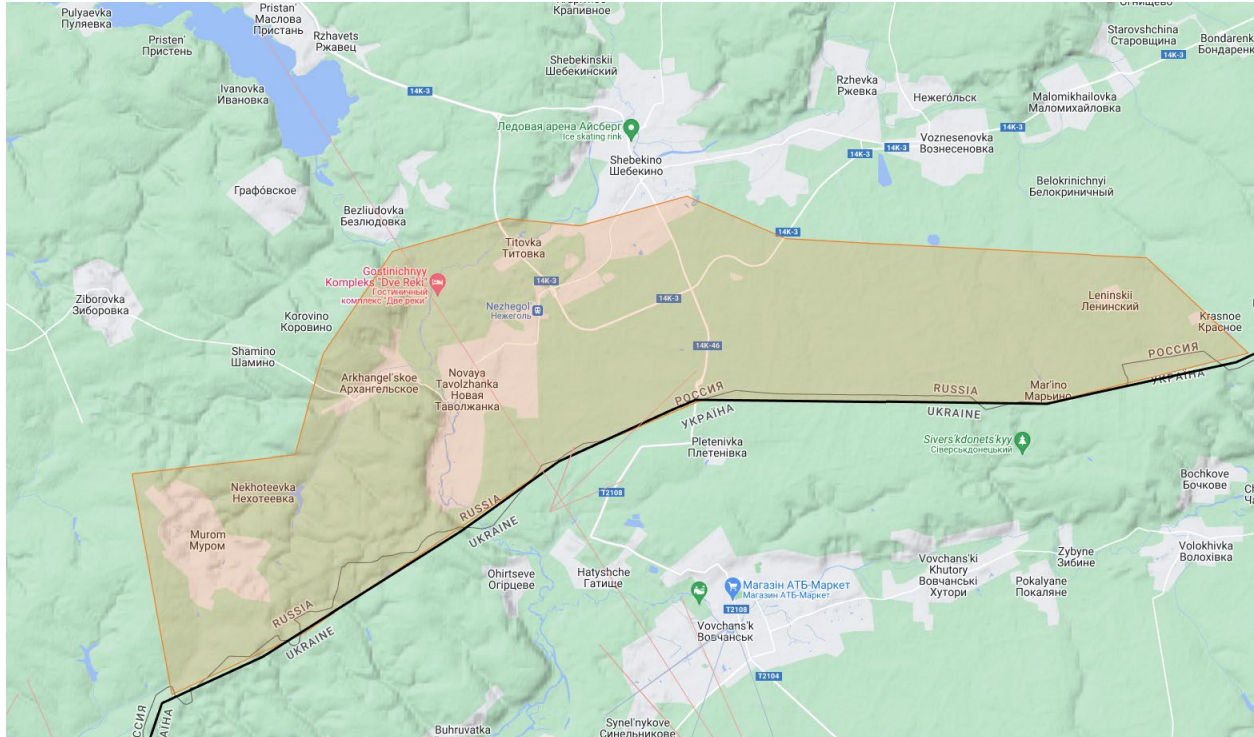 Pulyaevka
Пуляевка
Pristan'
Маслова
Пристань
Rzhavets
Ржавец
Крапивное
Огнищево
Pristen'
Пристень
Starovshchina
Старовщина
Bondarenk
Бондаренк
Shebekinskii
Шебекинский
Ivanovka
Ивановка
14K-3
14K-3
Rzhevka
Ржевка
Нежего́льск
Malomikhailovka
Маломихайловка
Ледовая арена Айсберг
Ice skating rink
14K-3
14K-3
14K-3
Voznesenovka
Вознесеновка
Shebekino
Шебекино
Belokrinichnyi
Белокриничный
Графо́вское
Bezliudovka
Безлюдовка
14K-3
Titovka
Титовка
Gostinichnyy
Kompleks "Dve Reki"
Гостиничный
комплекс "Две реки"
14K-3
Ziborovka
Зиборовка
Nezhegol'
Нежеголь
14K-3
Leninskii
Ленинский
Korovino
Коровино
Krasnoe
Красное
Shamino
Шамино
14K-46
РОССИЯ
Arkhangel'skoe
Архангельское
Novaya
Tavolzhanka
Новая
Таволжанка
УКРАЇНА
РОССИЯ
RUSSIA
Mar'ino
Марьино
УКРАЇНА
UKRAINE
Pletenivka
Плетенівка
Sivers'kdonets'kyy
Сіверськдонецький
Nekhoteevka
Нехотеевка
Bochkove
Бочкове
T2108
RUSSIA
UKRAINE
Murom
Муром
Volokhivka
Волохівка
Vovchans'ki
Khutory
Вовчанські
Хутори
Zybyne
Зибине
Ohirtseve
Огірцеве
Hatyshche
Гатище
Pokalyane
Покаляне
Магазін АТБ-Маркет
Магазин АТБ-Маркет
T2108
RUSSIA
UKRAINE
Vovchans'k
Вовчанськ
T2104
Synel'nykove
Синельникове
Buhruvatka